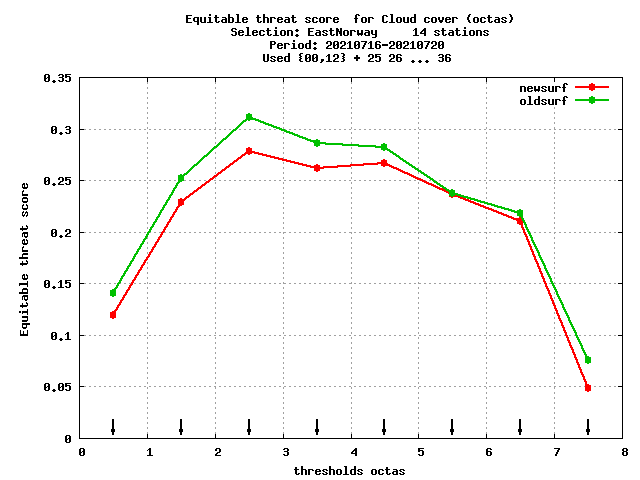 Equitable threat score  for Cloud cover (octas)
Selection: EastNorway     14 stations
Period: 20210716-20210720
Used {00,12} + 25 26 ... 36
newsurf
oldsurf
Equitable threat score
0.35
0.3
0.25
0.2
0.15
0.1
0.05
0
0 1 2 3 4 5 6 7 8
thresholds octas